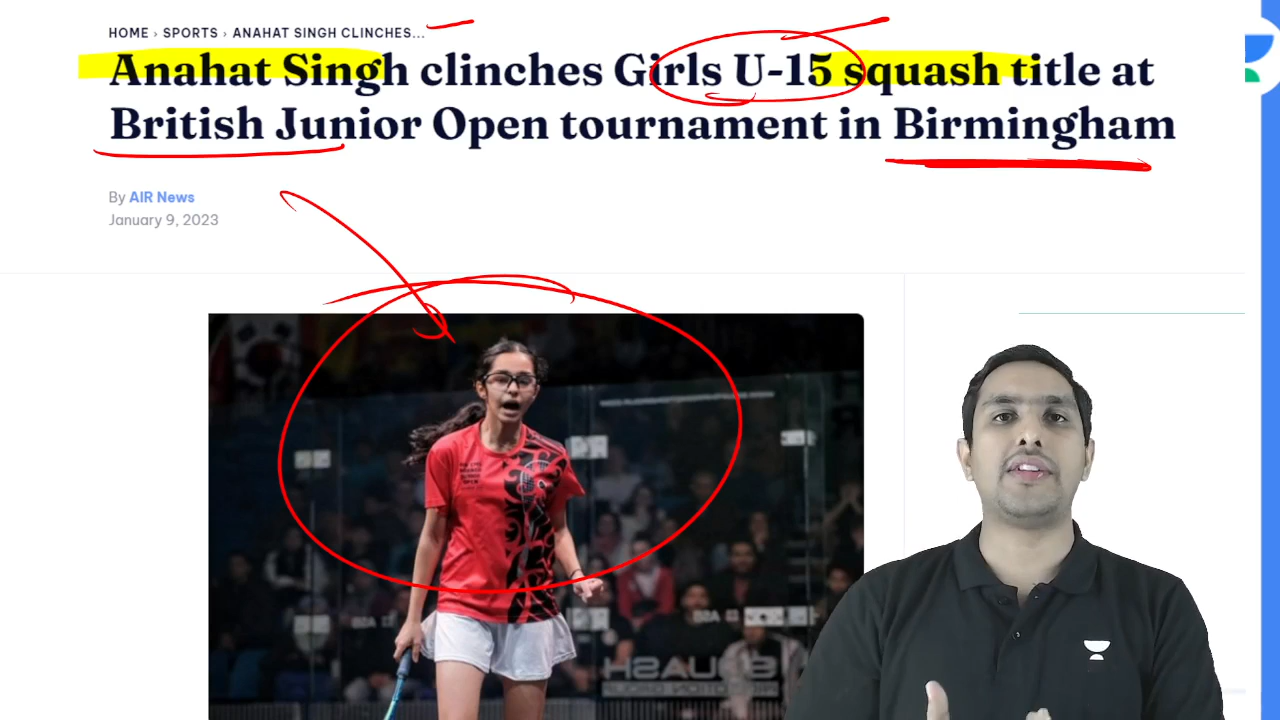 HOME › SPORTS › ANAHAT SINGH CLINCHES...
Anahat Singh clinches Girls U-15 squash title at
British Junior Open tournament in Birmingham
By AIR News
January 9, 2023